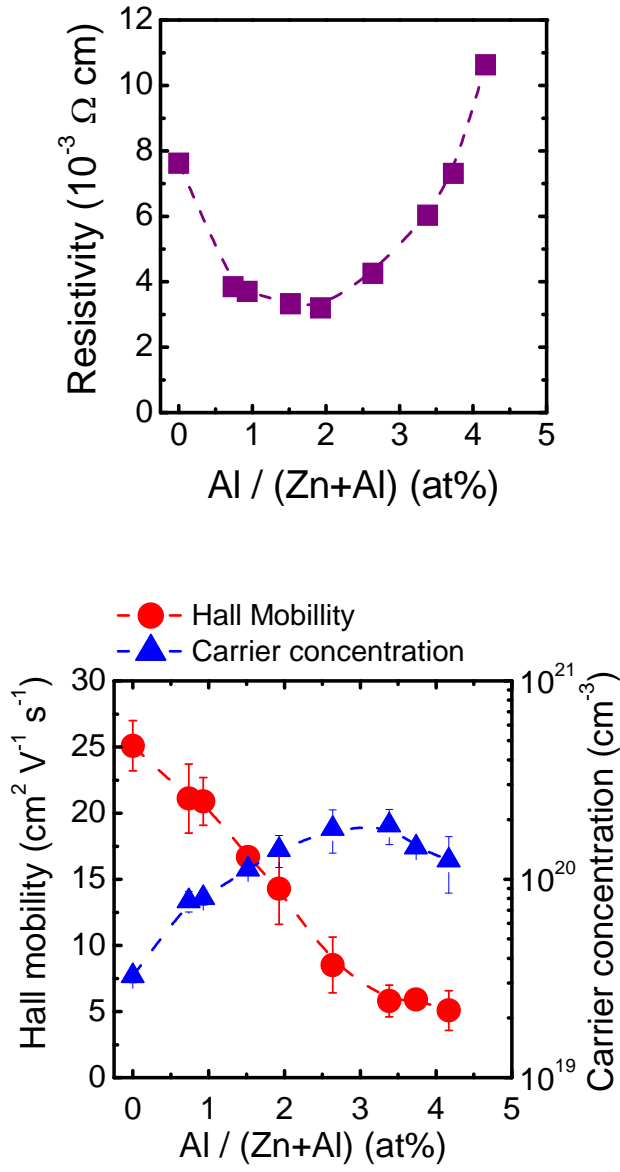 12
10
8
6
4
2
0
Resistivity (10⁻³ Ω cm)
0 1 2 3 4 5
Al / (Zn+Al) (at%)
Hall Mobillity
Carrier concentration
30
25
20
15
10
5
0
Hall mobility (cm² V⁻¹ s⁻¹)
10²¹
10²⁰
10¹⁹
Carrier concentration (cm⁻³)
0 1 2 3 4 5
Al / (Zn+Al) (at%)